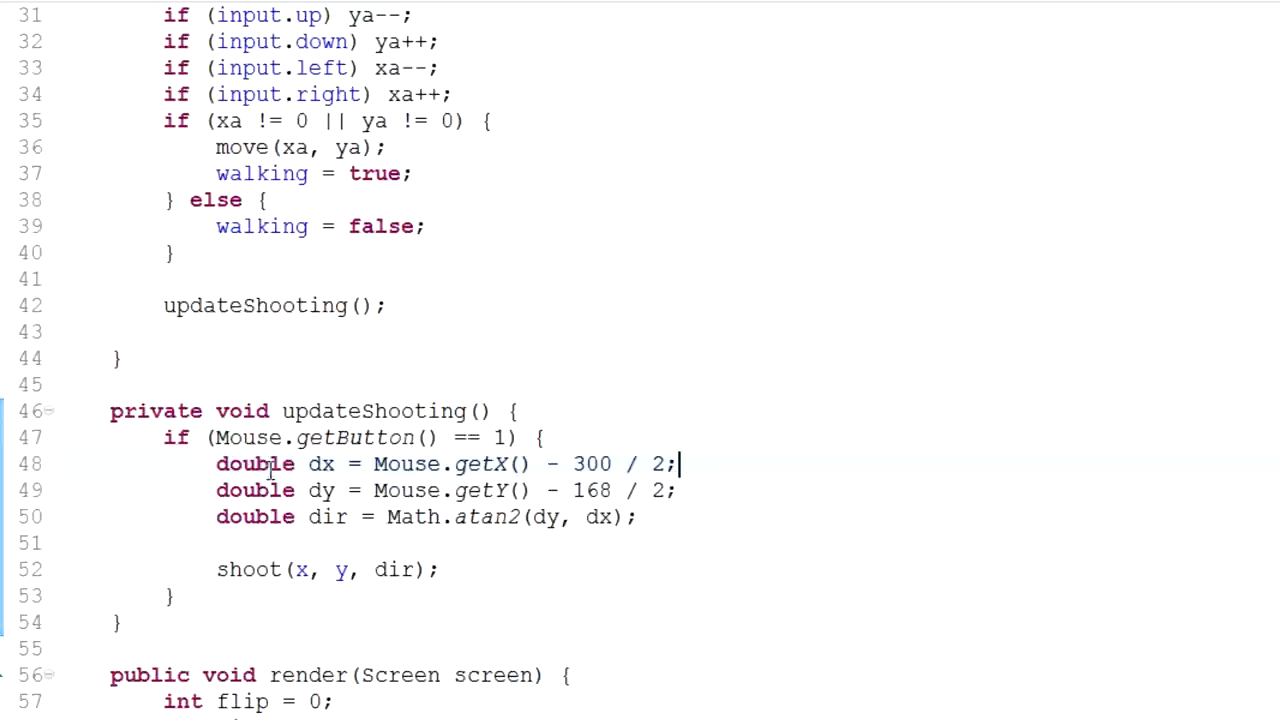 31 if (input.up) ya--;
32 if (input.down) ya++;
33 if (input.left) xa--;
34 if (input.right) xa++;
35 if (xa != 0 || ya != 0) {
36 move(xa, ya);
37 walking = true;
38 } else {
39 walking = false;
40 }
41
42 updateShooting();
43
44 }
45
46 private void updateShooting() {
47 if (Mouse.getButton() == 1) {
48 double dx = Mouse.getX() - 300 / 2;
49 double dy = Mouse.getY() - 168 / 2;
50 double dir = Math.atan2(dy, dx);
51
52 shoot(x, y, dir);
53 }
54 }
55
56 public void render(Screen screen) {
57 int flip = 0;